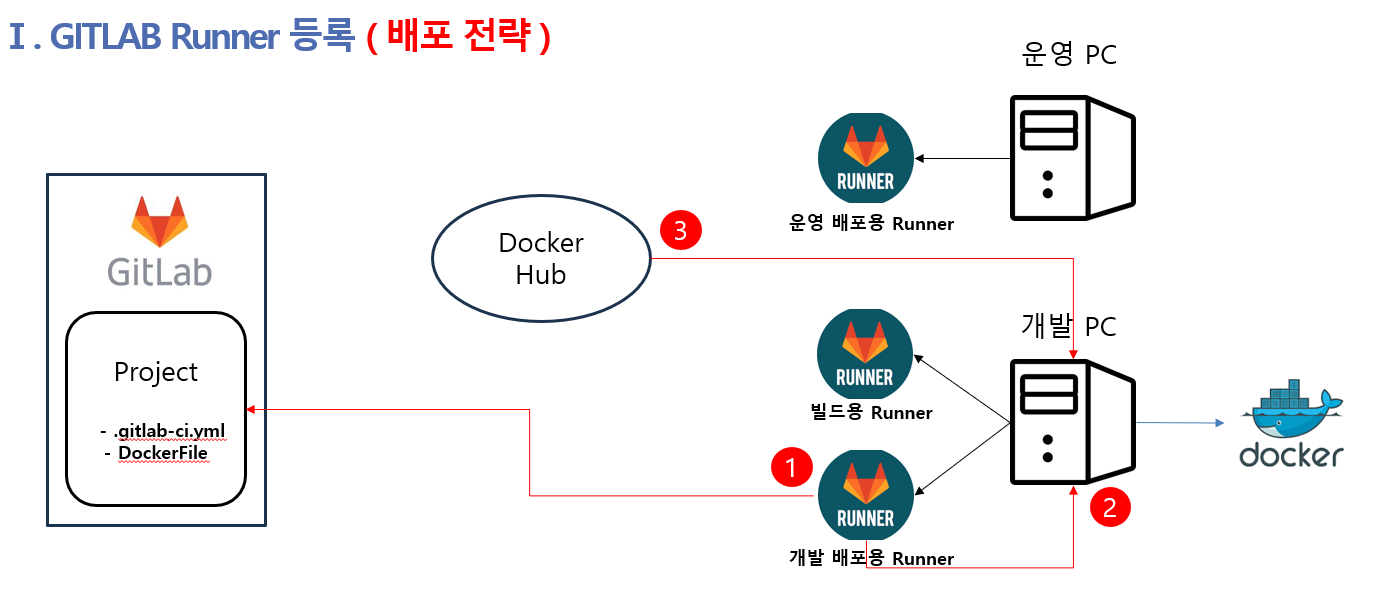 I . GITLAB Runner 등록 ( 배포 전략 )
운영 PC
RUNNER
운영 배포용 Runner
GitLab
Docker
Hub
3
개발 PC
RUNNER
빌드용 Runner
Project
- .gitlab-ci.yml
- DockerFile
1
RUNNER
개발 배포용 Runner
2
docker